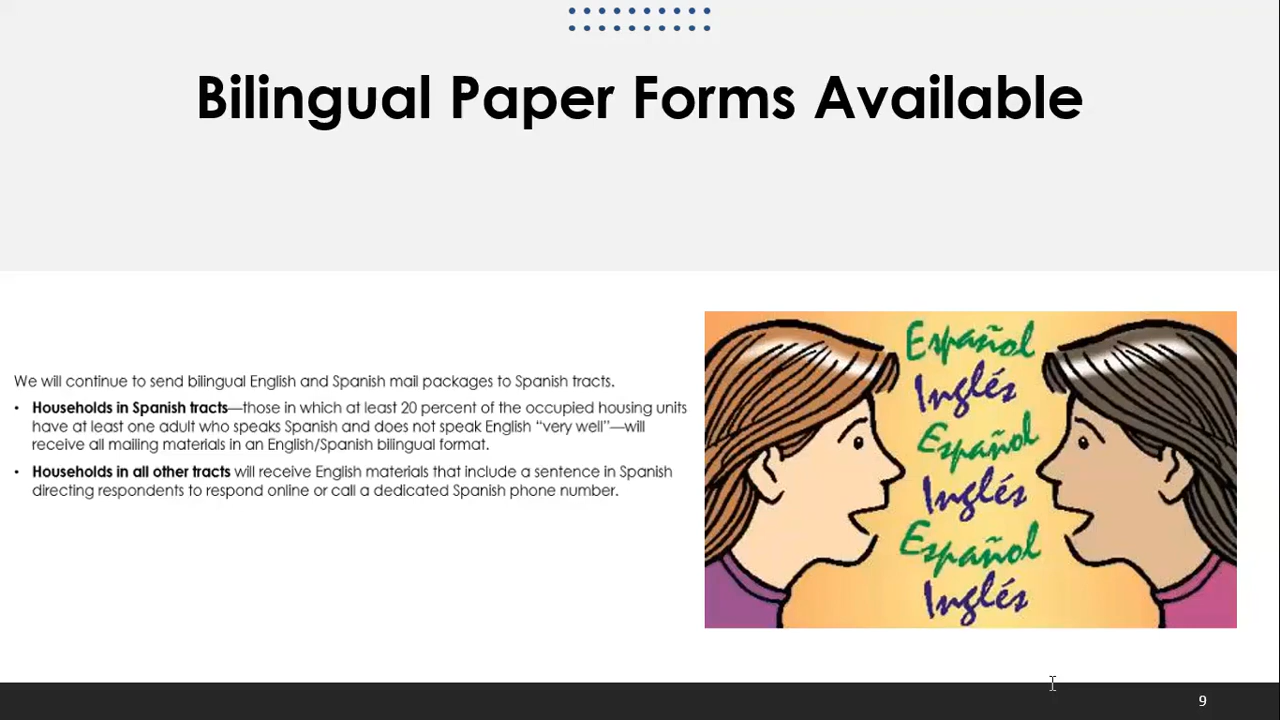 Bilingual Paper Forms Available
We will continue to send bilingual English and Spanish mail packages to Spanish tracts.
• Households in Spanish tracts—those in which at least 20 percent of the occupied housing units
have at least one adult who speaks Spanish and does not speak English “very well”—will
receive all mailing materials in an English/Spanish bilingual format.
• Households in all other tracts will receive English materials that include a sentence in Spanish
directing respondents to respond online or call a dedicated Spanish phone number.
Español
Inglés
Español
Inglés
Español
Inglés
9